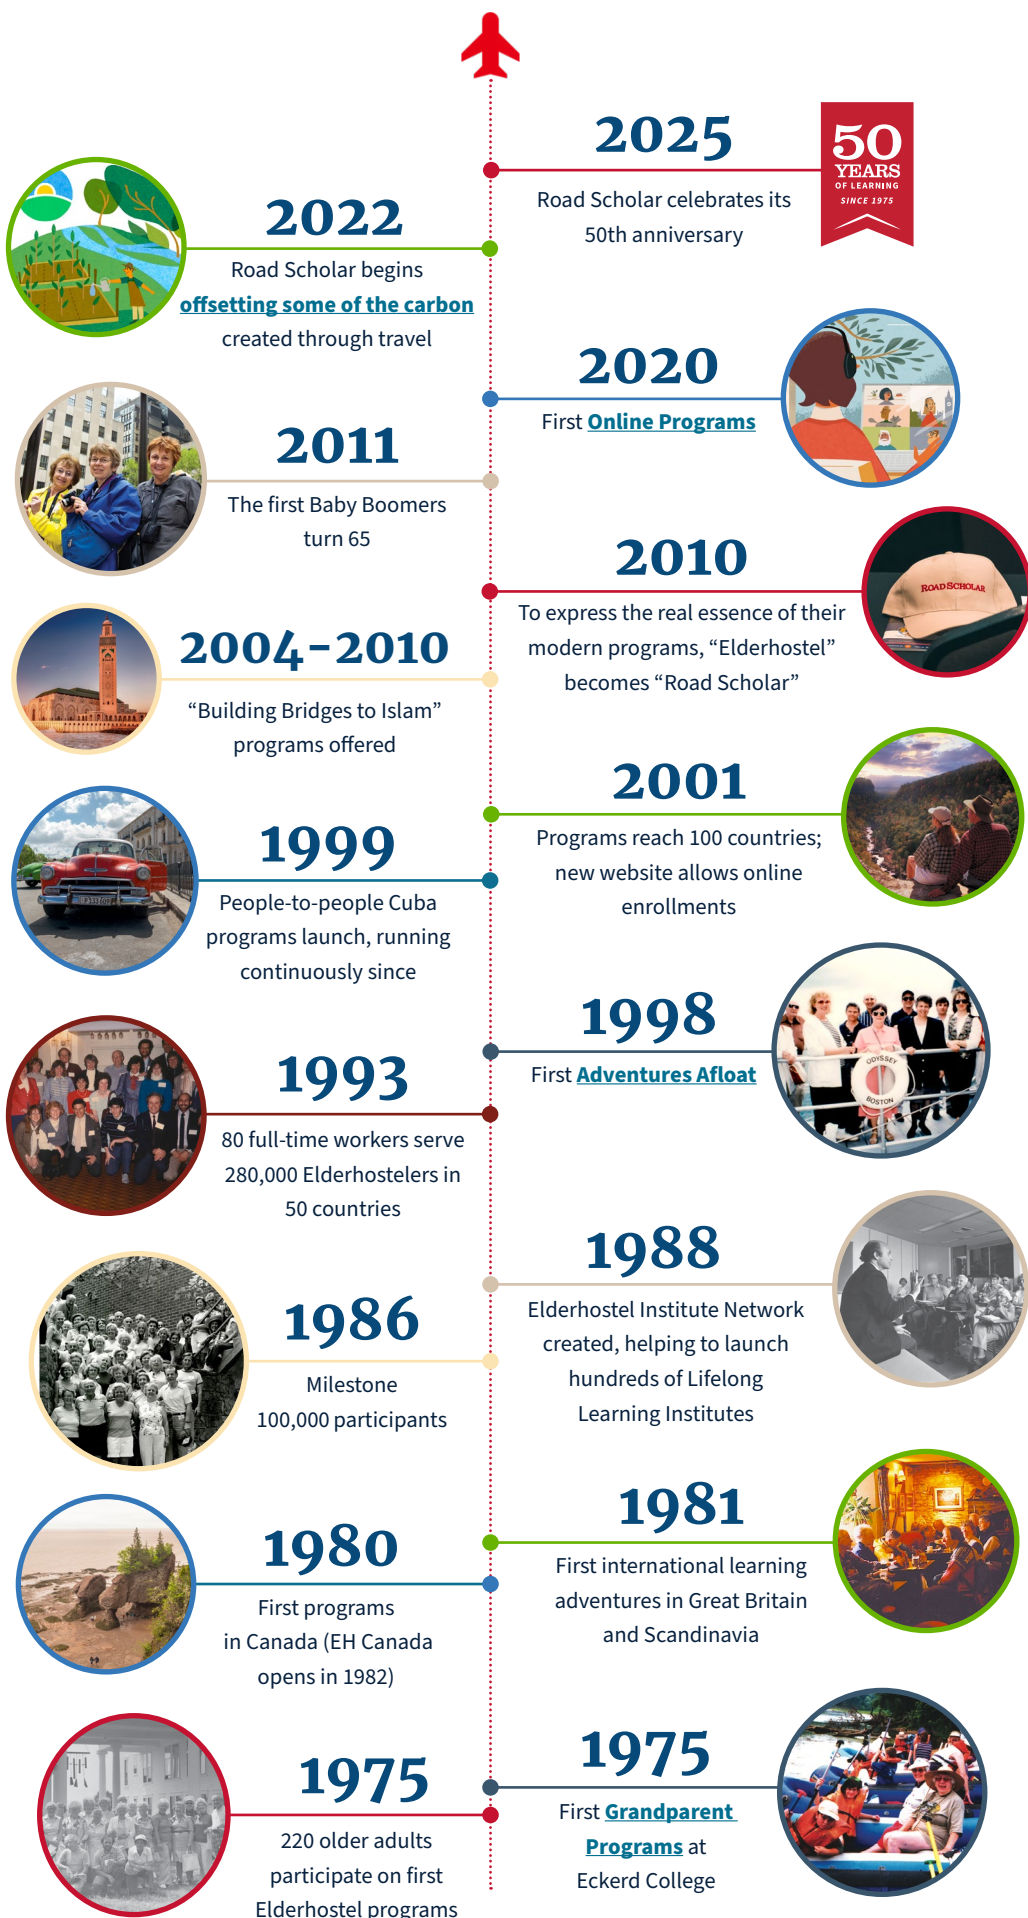 2025
Road Scholar celebrates its
50th anniversary
50
YEARS
OF LEARNING
SINCE 1975
2022
Road Scholar begins
offsetting some of the carbon
created through travel
2020
First Online Programs
2011
The first Baby Boomers
turn 65
2010
To express the real essence of their
modern programs, “Elderhostel”
becomes “Road Scholar”
ROAD SCHOLAR
2004-2010
“Building Bridges to Islam”
programs offered
2001
Programs reach 100 countries;
new website allows online
enrollments
1999
People-to-people Cuba
programs launch, running
continuously since
1998
First Adventures Afloat
ODYSSEY
BOSTON
1993
80 full-time workers serve
280,000 Elderhostelers in
50 countries
1988
Elderhostel Institute Network
created, helping to launch
hundreds of Lifelong
Learning Institutes
1986
Milestone
100,000 participants
1981
First international learning
adventures in Great Britain
and Scandinavia
1980
First programs
in Canada (EH Canada
opens in 1982)
1975
First Grandparent
Programs at
Eckerd College
1975
220 older adults
participate on first
Elderhostel programs